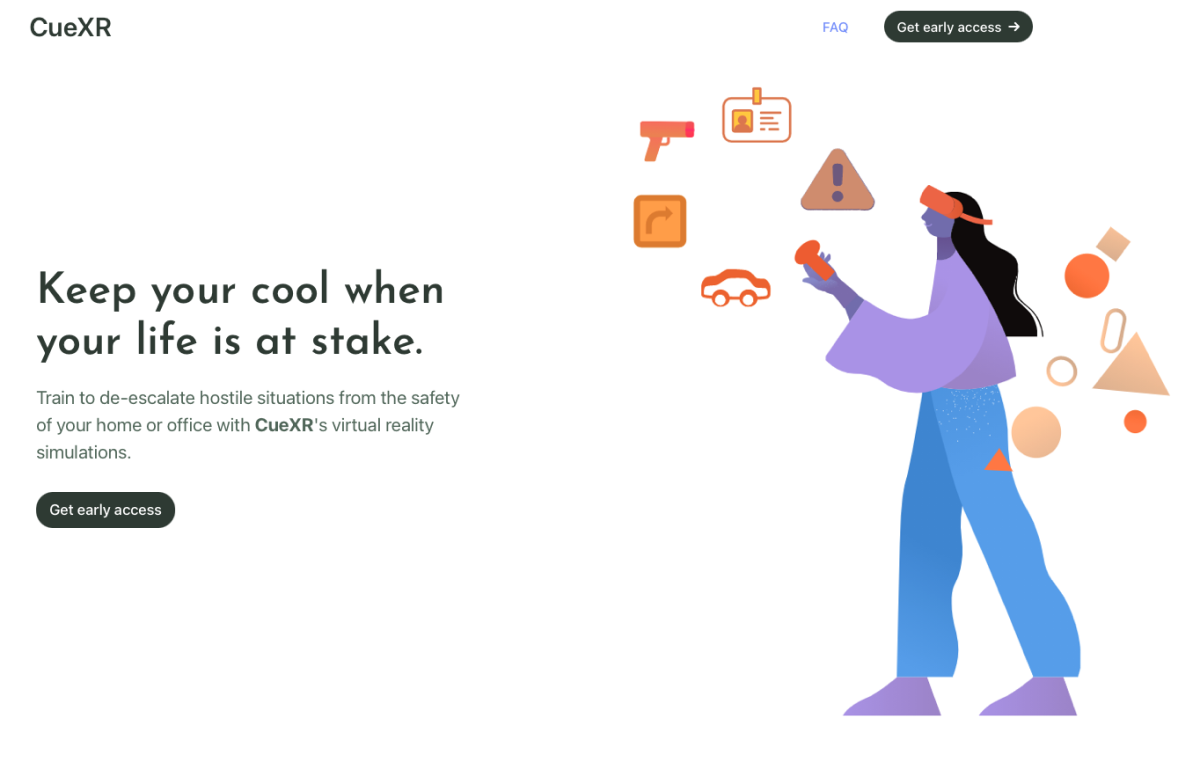 CueXR
FAQ
Get early access →
Keep your cool when
your life is at stake.
Train to de-escalate hostile situations from the safety
of your home or office with CueXR's virtual reality
simulations.
Get early access